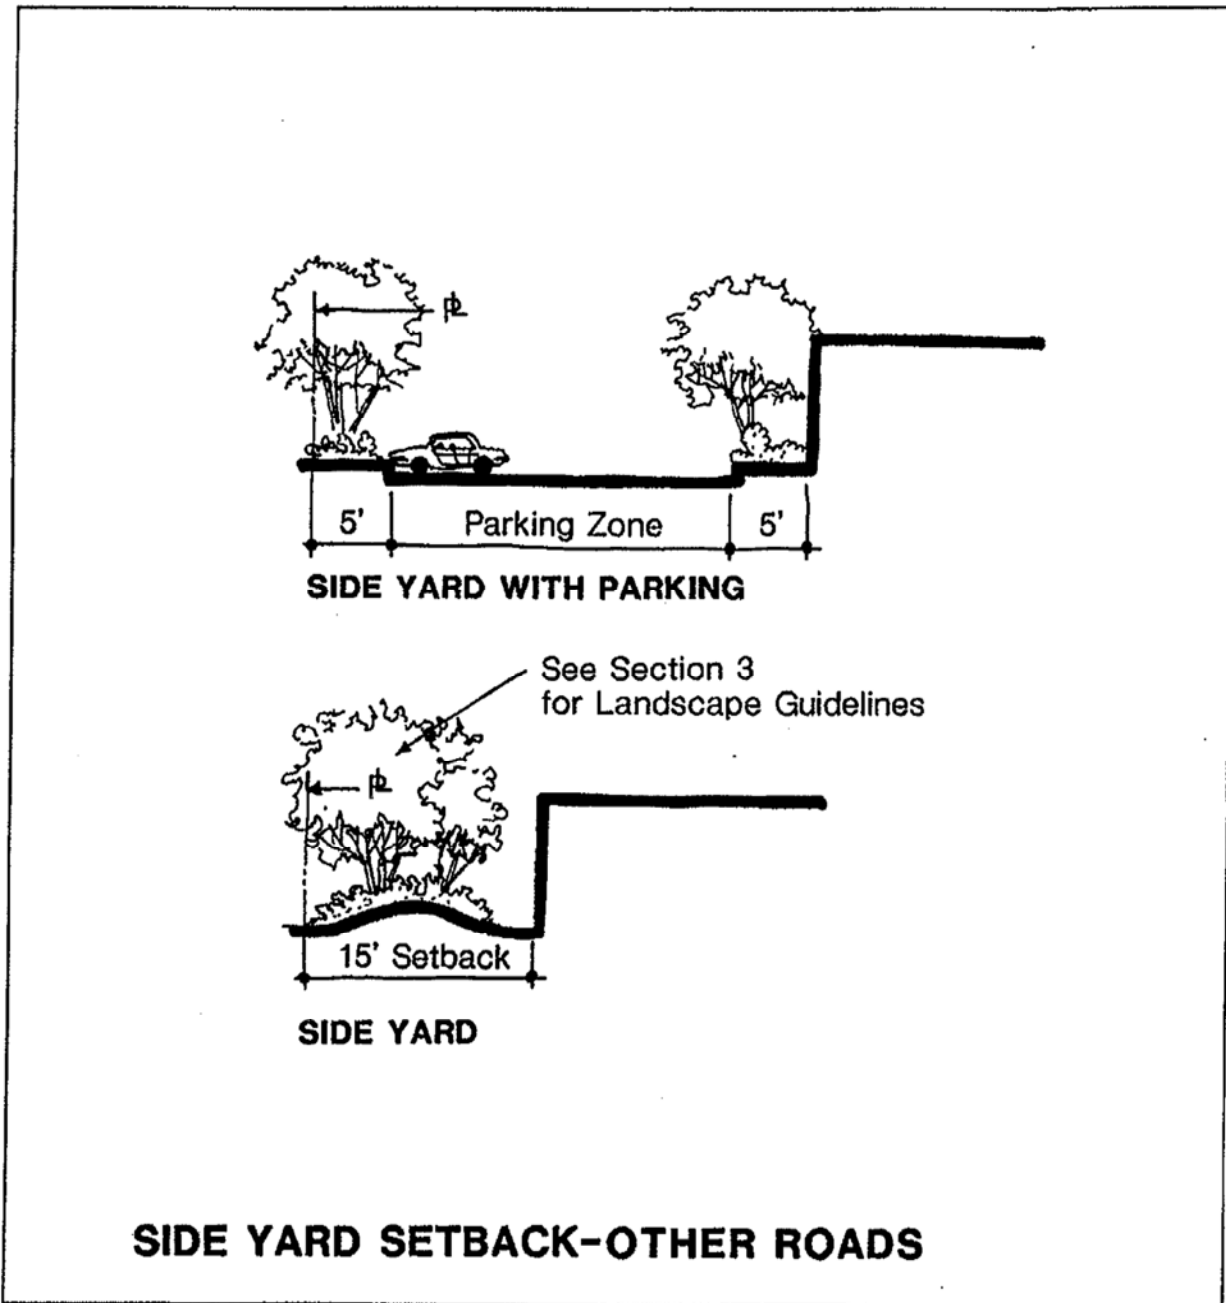 ℄
5' Parking Zone 5'
SIDE YARD WITH PARKING
See Section 3
for Landscape Guidelines
℄
15' Setback
SIDE YARD
SIDE YARD SETBACK-OTHER ROADS